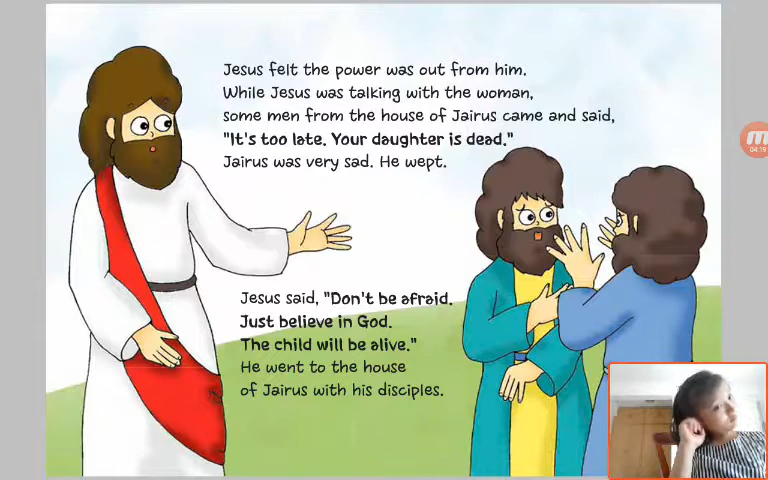 Jesus felt the power was out from him.
While Jesus was talking with the woman,
some men from the house of Jairus came and said,
"It's too late. Your daughter is dead."
Jairus was very sad. He wept.
Jesus said, "Don't be afraid.
Just believe in God.
The child will be alive."
He went to the house
of Jairus with his disciples.
04:19